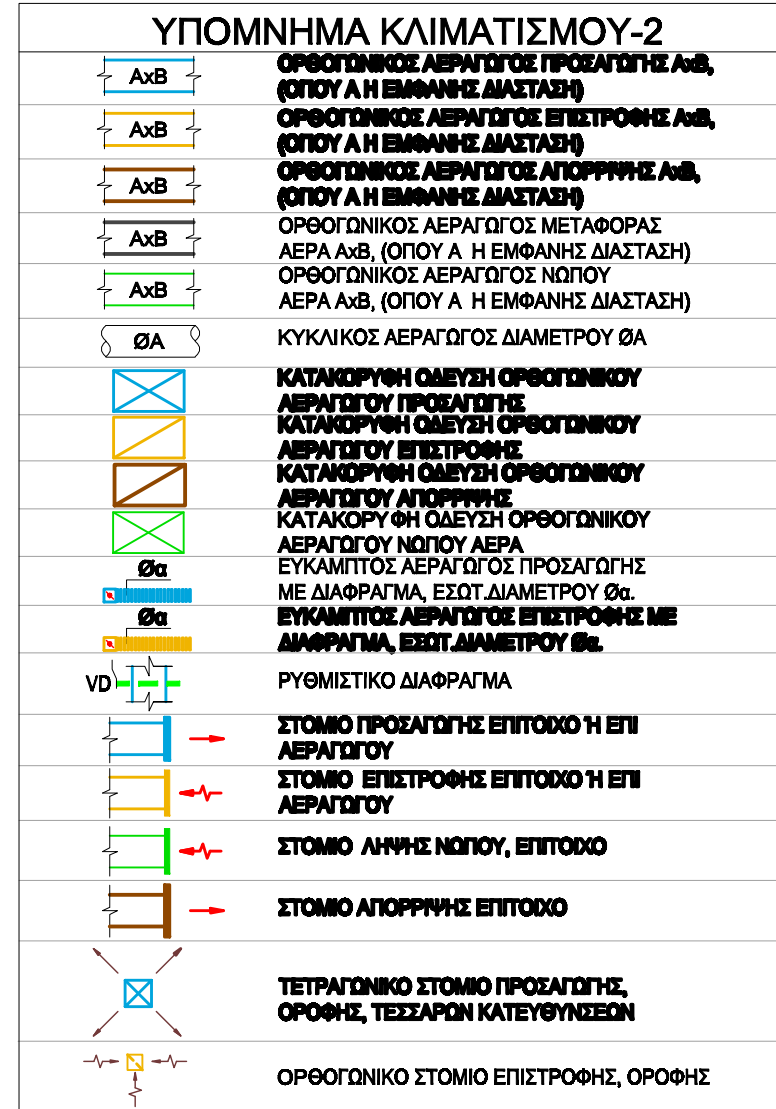 ΥΠΟΜΝΗΜΑ ΚΛΙΜΑΤΙΣΜΟΥ-2
AxB
ΟΡΘΟΓΩΝΙΚΟΣ ΑΕΡΑΓΩΓΟΣ ΠΡΟΣΑΓΩΓΗΣ AxB,
(ΟΠΟΥ Α Η ΕΜΦΑΝΗΣ ΔΙΑΣΤΑΣΗ)
AxB
ΟΡΘΟΓΩΝΙΚΟΣ ΑΕΡΑΓΩΓΟΣ ΕΠΙΣΤΡΟΦΗΣ AxB,
(ΟΠΟΥ Α Η ΕΜΦΑΝΗΣ ΔΙΑΣΤΑΣΗ)
AxB
ΟΡΘΟΓΩΝΙΚΟΣ ΑΕΡΑΓΩΓΟΣ ΑΠΟΡΡΙΨΗΣ AxB,
(ΟΠΟΥ Α Η ΕΜΦΑΝΗΣ ΔΙΑΣΤΑΣΗ)
AxB
ΟΡΘΟΓΩΝΙΚΟΣ ΑΕΡΑΓΩΓΟΣ ΜΕΤΑΦΟΡΑΣ
ΑΕΡΑ AxB, (ΟΠΟΥ Α Η ΕΜΦΑΝΗΣ ΔΙΑΣΤΑΣΗ)
AxB
ΟΡΘΟΓΩΝΙΚΟΣ ΑΕΡΑΓΩΓΟΣ ΝΩΠΟΥ
ΑΕΡΑ AxB, (ΟΠΟΥ Α Η ΕΜΦΑΝΗΣ ΔΙΑΣΤΑΣΗ)
ØA
ΚΥΚΛΙΚΟΣ ΑΕΡΑΓΩΓΟΣ ΔΙΑΜΕΤΡΟΥ ØA
ΚΑΤΑΚΟΡΥΦΗ ΟΔΕΥΣΗ ΟΡΘΟΓΩΝΙΚΟΥ
ΑΕΡΑΓΩΓΟΥ ΠΡΟΣΑΓΩΓΗΣ
ΚΑΤΑΚΟΡΥΦΗ ΟΔΕΥΣΗ ΟΡΘΟΓΩΝΙΚΟΥ
ΑΕΡΑΓΩΓΟΥ ΕΠΙΣΤΡΟΦΗΣ
ΚΑΤΑΚΟΡΥΦΗ ΟΔΕΥΣΗ ΟΡΘΟΓΩΝΙΚΟΥ
ΑΕΡΑΓΩΓΟΥ ΑΠΟΡΡΙΨΗΣ
ΚΑΤΑΚΟΡΥΦΗ ΟΔΕΥΣΗ ΟΡΘΟΓΩΝΙΚΟΥ
ΑΕΡΑΓΩΓΟΥ ΝΩΠΟΥ ΑΕΡΑ
Øα
ΕΥΚΑΜΠΤΟΣ ΑΕΡΑΓΩΓΟΣ ΠΡΟΣΑΓΩΓΗΣ
ΜΕ ΔΙΑΦΡΑΓΜΑ, ΕΣΩΤ.ΔΙΑΜΕΤΡΟΥ Øα.
Øα
ΕΥΚΑΜΠΤΟΣ ΑΕΡΑΓΩΓΟΣ ΕΠΙΣΤΡΟΦΗΣ ΜΕ
ΔΙΑΦΡΑΓΜΑ, ΕΣΩΤ.ΔΙΑΜΕΤΡΟΥ Øα.
VD
ΡΥΘΜΙΣΤΙΚΟ ΔΙΑΦΡΑΓΜΑ
ΣΤΟΜΙΟ ΠΡΟΣΑΓΩΓΗΣ ΕΠΙΤΟΙΧΟ Ή ΕΠΙ
ΑΕΡΑΓΩΓΟΥ
ΣΤΟΜΙΟ ΕΠΙΣΤΡΟΦΗΣ ΕΠΙΤΟΙΧΟ Ή ΕΠΙ
ΑΕΡΑΓΩΓΟΥ
ΣΤΟΜΙΟ ΛΗΨΗΣ ΝΩΠΟΥ, ΕΠΙΤΟΙΧΟ
ΣΤΟΜΙΟ ΑΠΟΡΡΙΨΗΣ ΕΠΙΤΟΙΧΟ
ΤΕΤΡΑΓΩΝΙΚΟ ΣΤΟΜΙΟ ΠΡΟΣΑΓΩΓΗΣ,
ΟΡΟΦΗΣ, ΤΕΣΣΑΡΩΝ ΚΑΤΕΥΘΥΝΣΕΩΝ
ΟΡΘΟΓΩΝΙΚΟ ΣΤΟΜΙΟ ΕΠΙΣΤΡΟΦΗΣ, ΟΡΟΦΗΣ